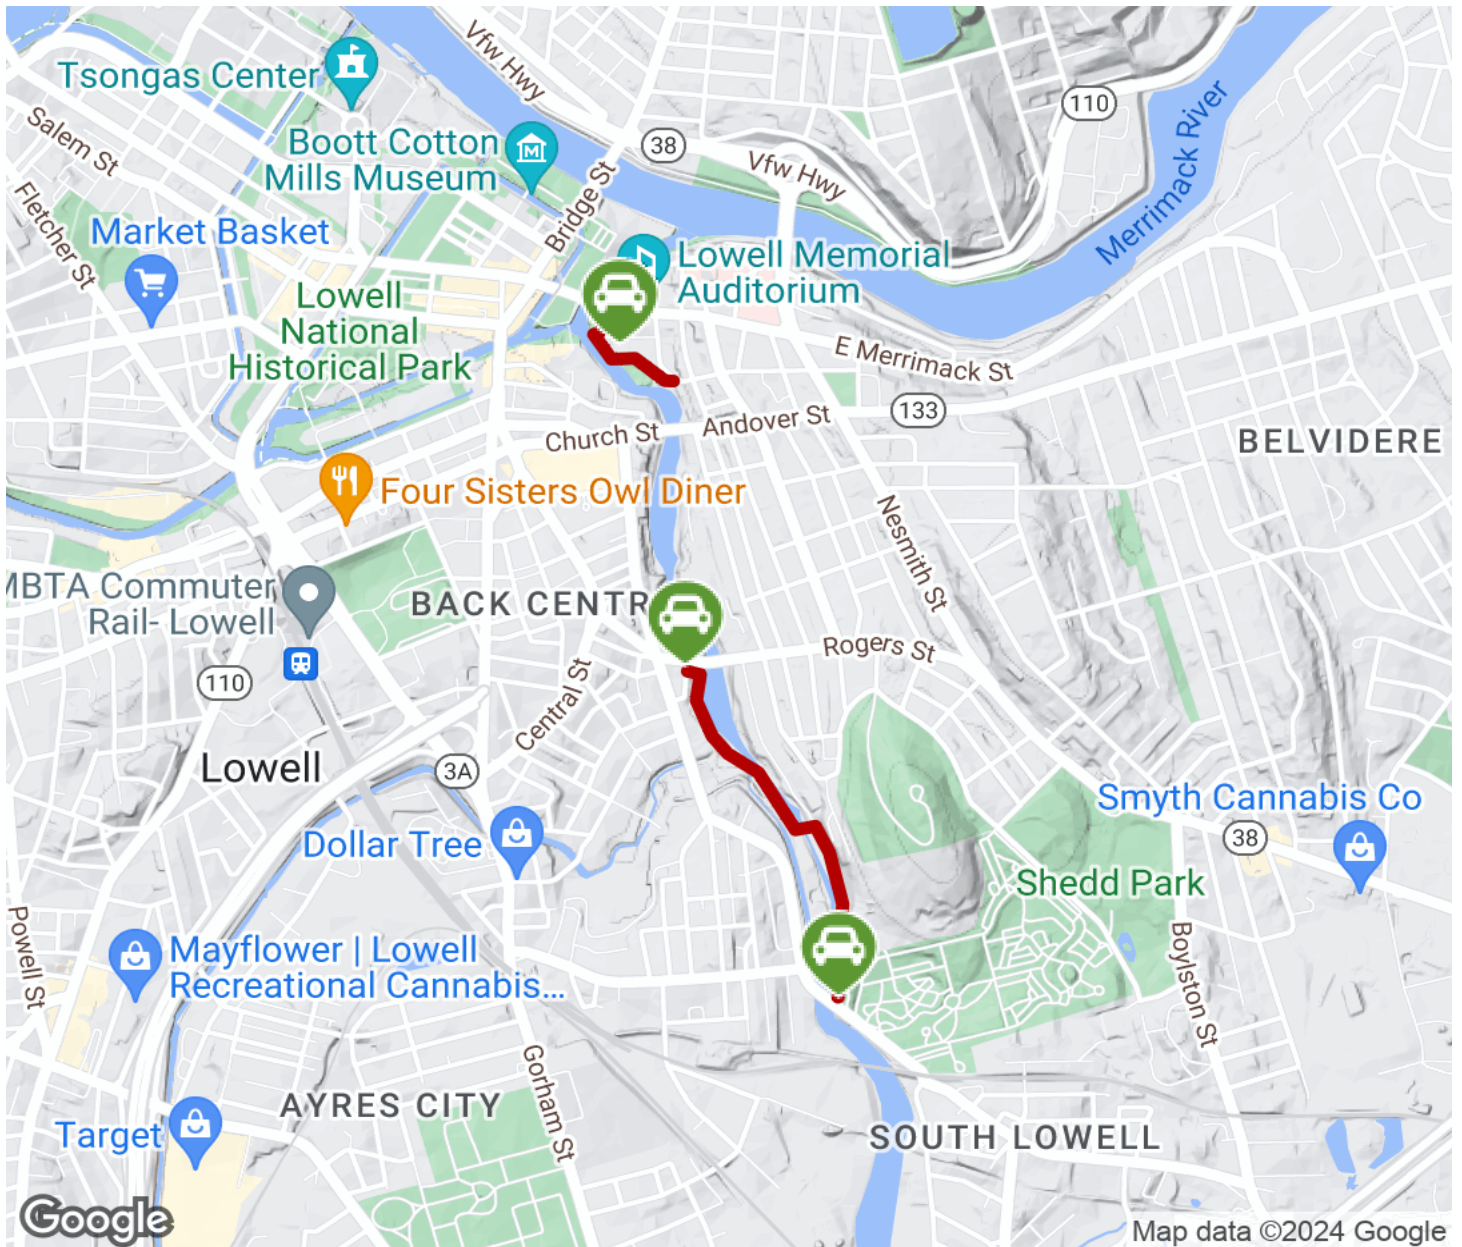 Vfw Hwy
Tsongas Center
110
Merrimack River
Salem St
Boott Cotton
Mills Museum
38
Vfw Hwy
Fletcher St
Bridge St
Market Basket
Lowell Memorial
Auditorium
Lowell
National
Historical Park
E Merrimack St
133
Church St
Andover St
BELVIDERE
Four Sisters Owl Diner
Nesmith St
MBTA Commuter
Rail- Lowell
BACK CENTR
Rogers St
110
Central St
Lowell
3A
Smyth Cannabis Co
38
Dollar Tree
Shedd Park
Powell St
Mayflower | Lowell
Recreational Cannabis...
Boylston St
Gorham St
AYRES CITY
Target
SOUTH LOWELL
Google
Map data ©2024 Google